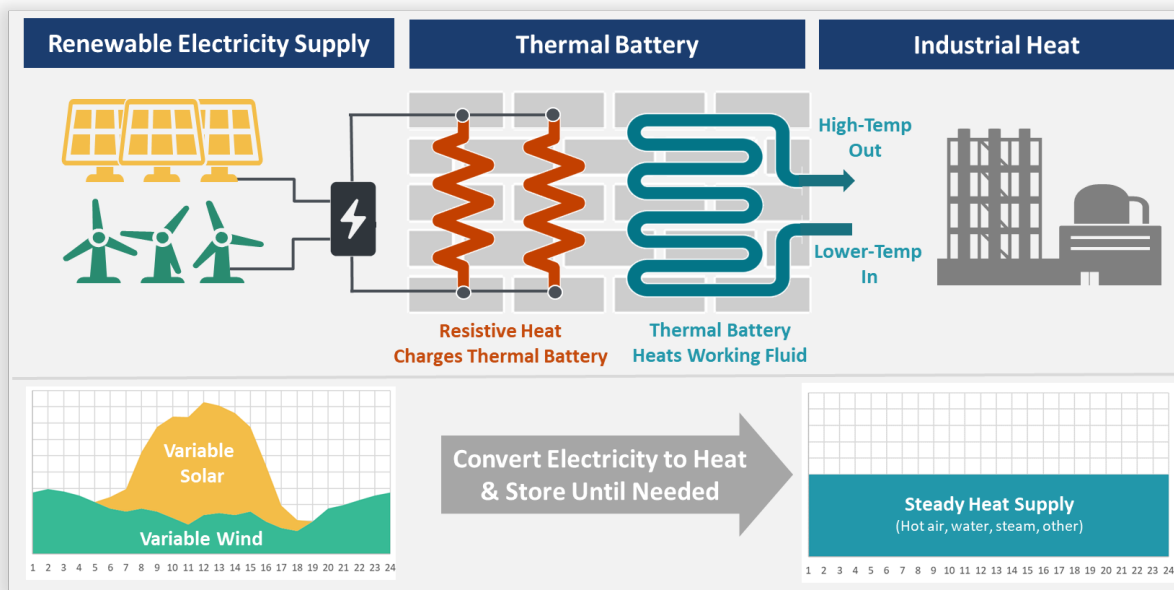 Renewable Electricity Supply
Thermal Battery
Industrial Heat
High-Temp
Out
Lower-Temp
In
Resistive Heat
Charges Thermal Battery
Thermal Battery
Heats Working Fluid
Variable
Solar
Variable Wind
1 2 3 4 5 6 7 8 9 10 11 12 13 14 15 16 17 18 19 20 21 22 23 24
Convert Electricity to Heat
& Store Until Needed
Steady Heat Supply
(Hot air, water, steam, other)
1 2 3 4 5 6 7 8 9 10 11 12 13 14 15 16 17 18 19 20 21 22 23 24